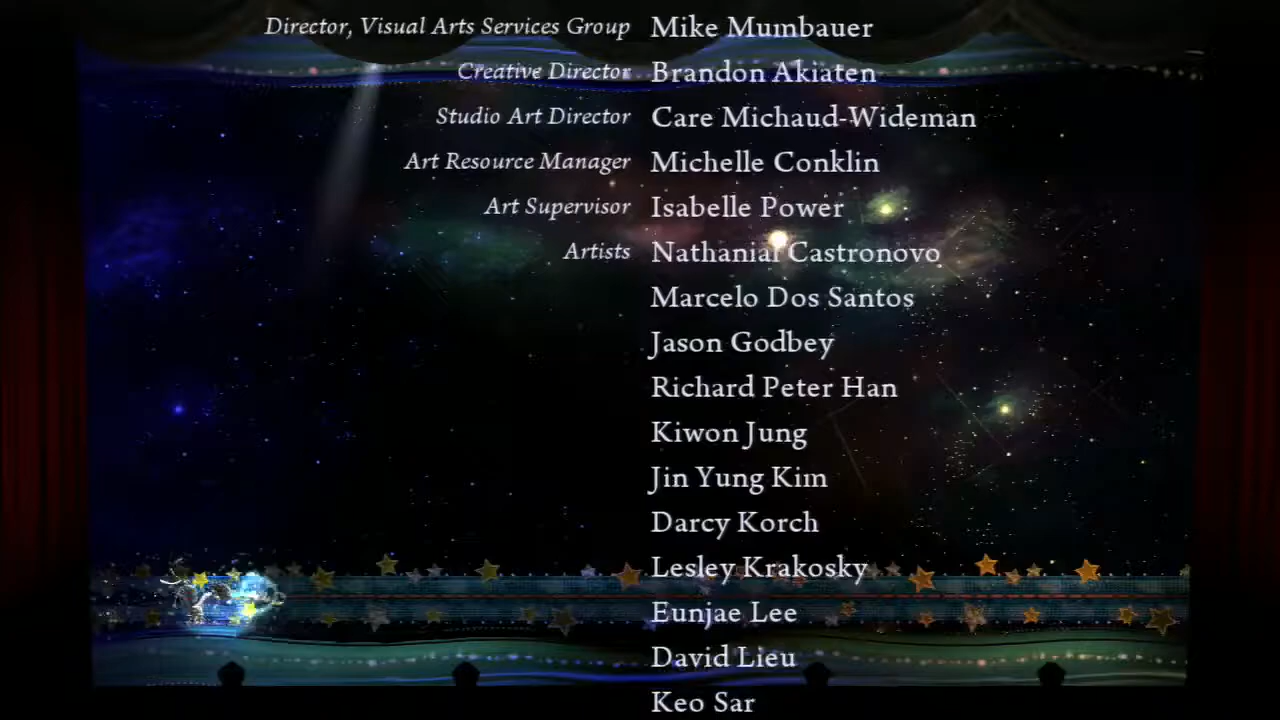 Director, Visual Arts Services Group Mike Mumbauer
Creative Director Brandon Akiaten
Studio Art Director Care Michaud-Wideman
Art Resource Manager Michelle Conklin
Art Supervisor Isabelle Power
Artists Nathanial Castronovo
Marcelo Dos Santos
Jason Godbey
Richard Peter Han
Kiwon Jung
Jin Yung Kim
Darcy Korch
Lesley Krakosky
Eunjae Lee
David Lieu
Keo Sar